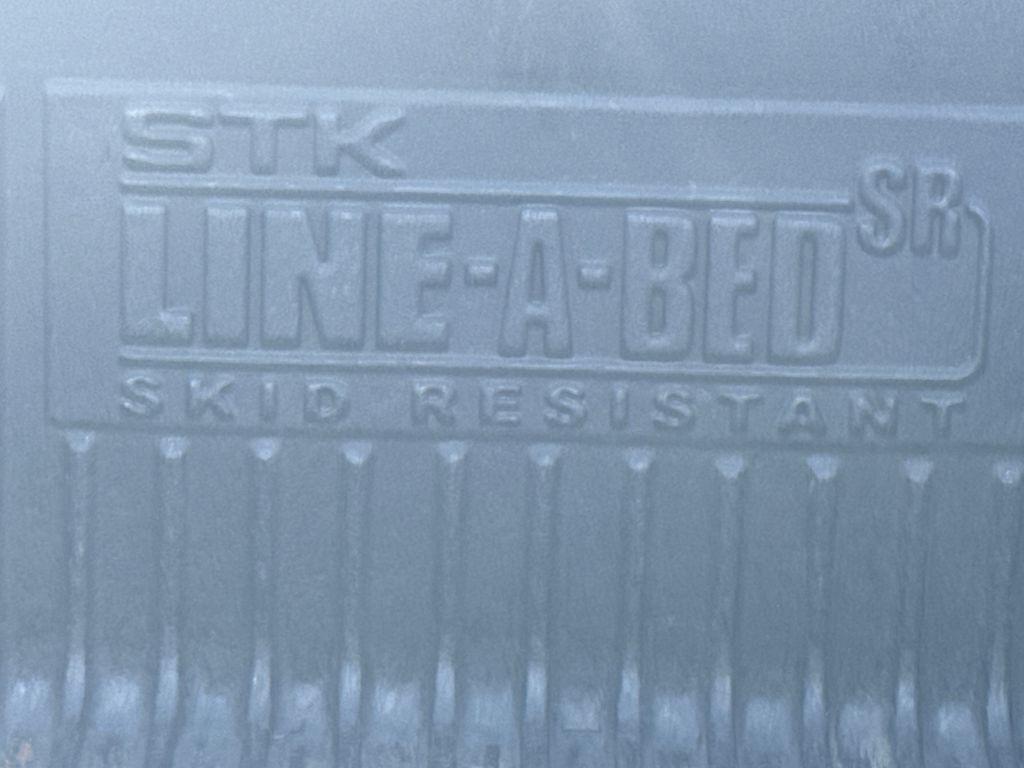 STK
LINE-A-BED SR
SKID RESISTANT